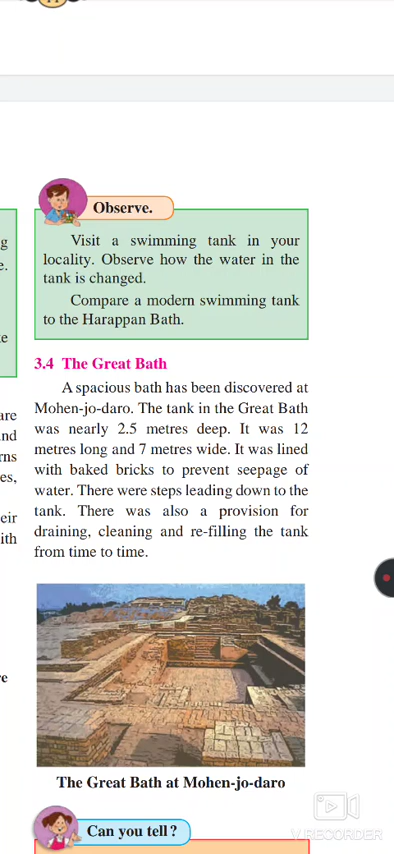 Observe.
Visit a swimming tank in your
locality. Observe how the water in the
tank is changed.
Compare a modern swimming tank
to the Harappan Bath.
3.4 The Great Bath
A spacious bath has been discovered at
Mohen-jo-daro. The tank in the Great Bath
was nearly 2.5 metres deep. It was 12
metres long and 7 metres wide. It was lined
with baked bricks to prevent seepage of
water. There were steps leading down to the
tank. There was also a provision for
draining, cleaning and re-filling the tank
from time to time.
The Great Bath at Mohen-jo-daro
Can you tell?
V.RECORDER